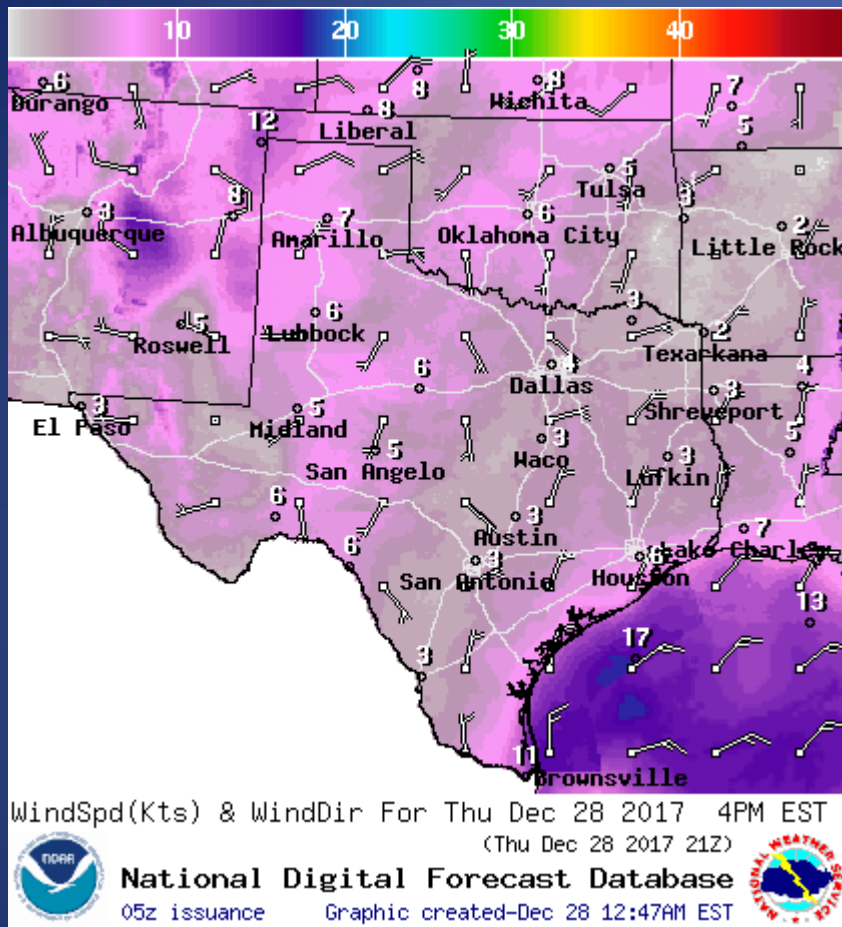 10 20 30 40
6 8 8 7
Durango Wichita
8
Liberal
12 5
5
Tulsa
3 8 7 6 3 2
Albuquerque Amarillo Oklahoma City Little Rock
5 6 3 2
Roswell Lubbock Texarkana
6 4 4
Dallas
3 5 3
El Paso Midland Shreveport
5 3 3 5
San Angelo Waco Lufkin
6 3 7
Austin
6 3 6 Lake Charles
San Antonio Houston
13
3 17
11
Brownsville
WindSpd(Kts) & WindDir For Thu Dec 28 2017 4PM EST
(Thu Dec 28 2017 21Z)
NOAA
National Digital Forecast Database
NATIONAL WEATHER SERVICE
05z issuance Graphic created-Dec 28 12:47AM EST